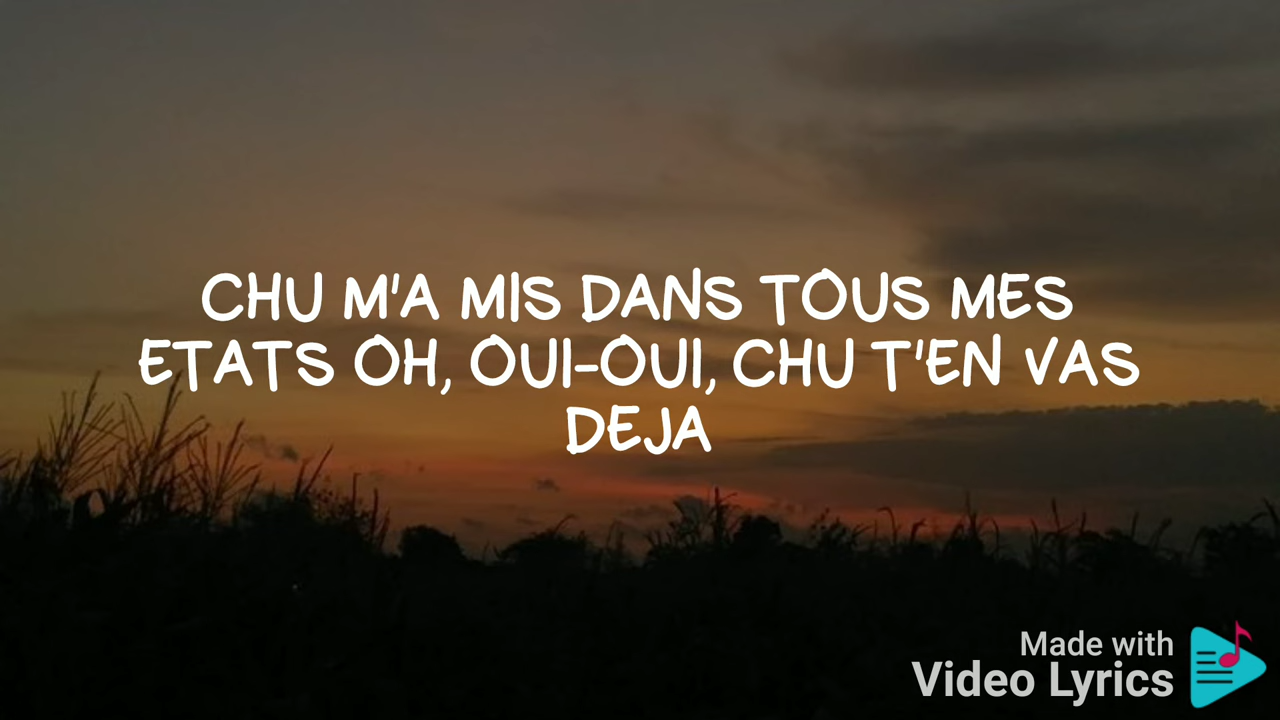 CHU M'A MIS DANS TOUS MES
ETATS OH, OUI-OUI, CHU T'EN VAS
DEJA
Made with
Video Lyrics